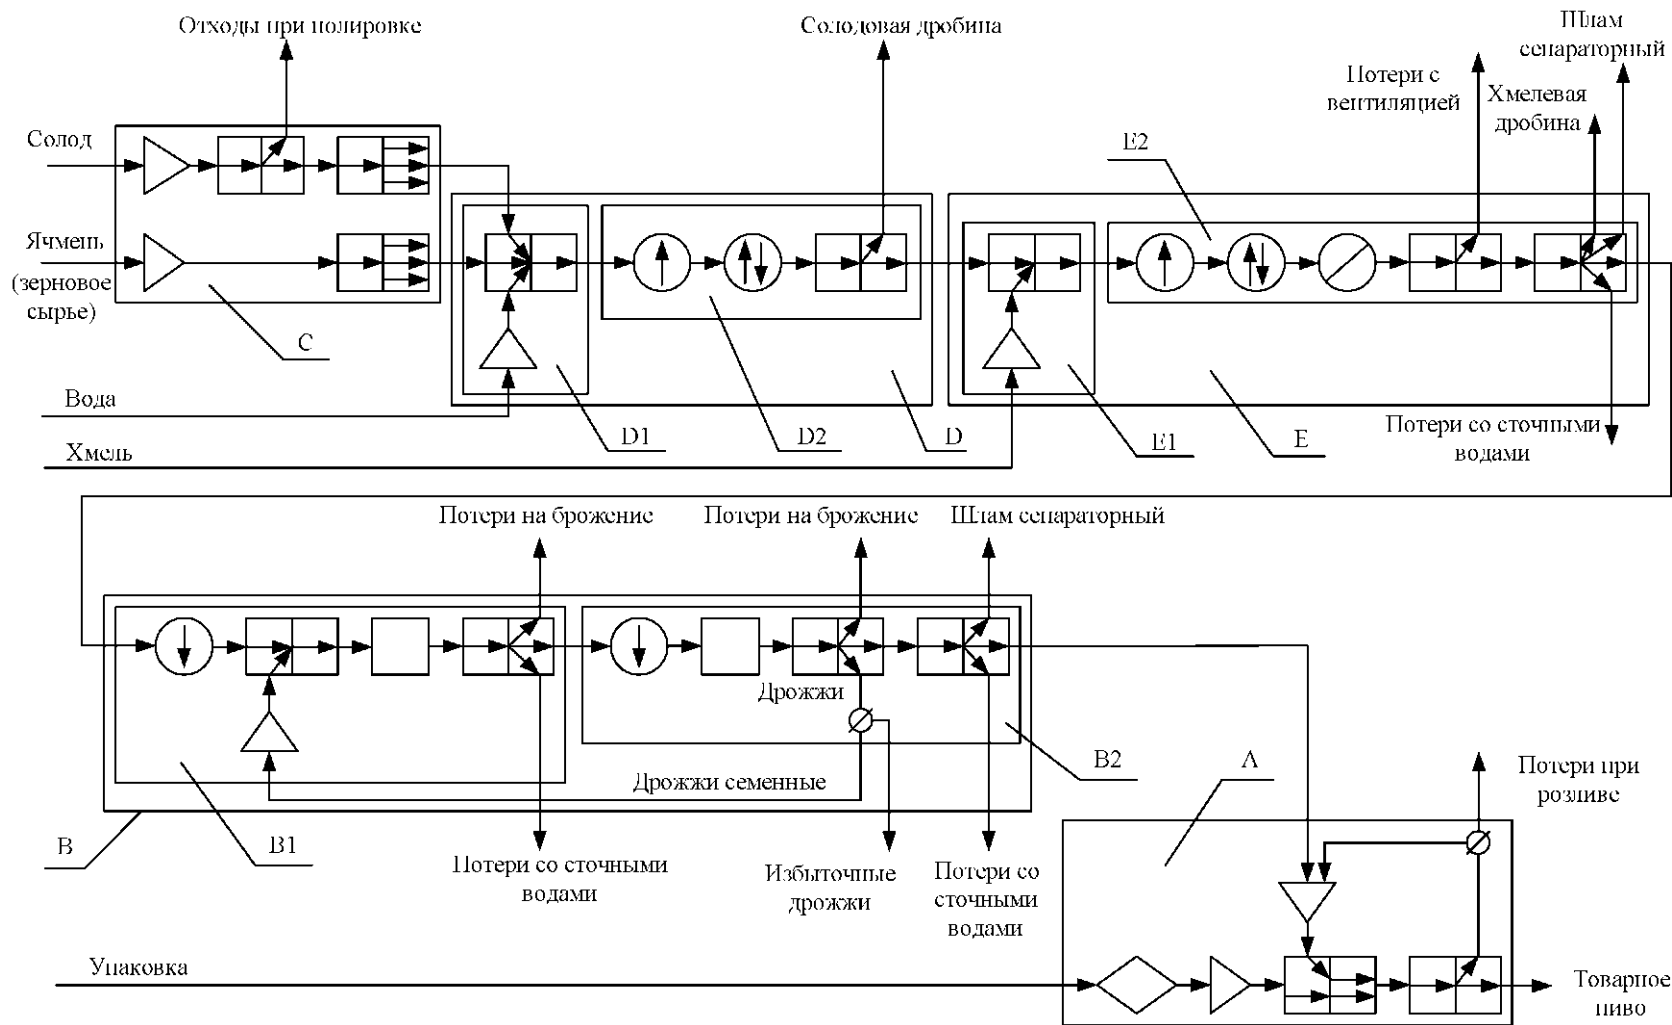 Отходы при полировке
Солодовая дробина
Шлам
сепараторный
Потери с
вентиляцией
Хмелевая
дробина
Солод
E2
Ячмень
(зерновое
сырье)
C
Вода
D1
D2
D
E1
E
Потери со сточными
водами
Хмель
Потери на брожение
Потери на брожение
Шлам сепараторный
Дрожжи
Дрожжи семенные
B2
A
Потери при
розливе
B
B1
Потери со сточными
водами
Избыточные
дрожжи
Потери со
сточными
водами
Упаковка
Товарное
пиво